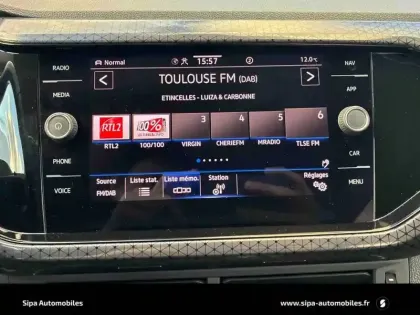 Normal 15:57 12.0°C
RADIO
MEDIA
PHONE
VOICE
TOULOUSE FM (DAB)
ETINCELLES - LUIZA & CARBONNE
RTL2 100% 3 4 5 6
RTL2 100/100 VIRGIN CHERIEFM MRADIO TLSE FM
Source Liste stat. Liste mémo. Station Réglages
FM/DAB
NAV
APP
CAR
MENU
Sipa Automobiles www.sipa-automobiles.fr